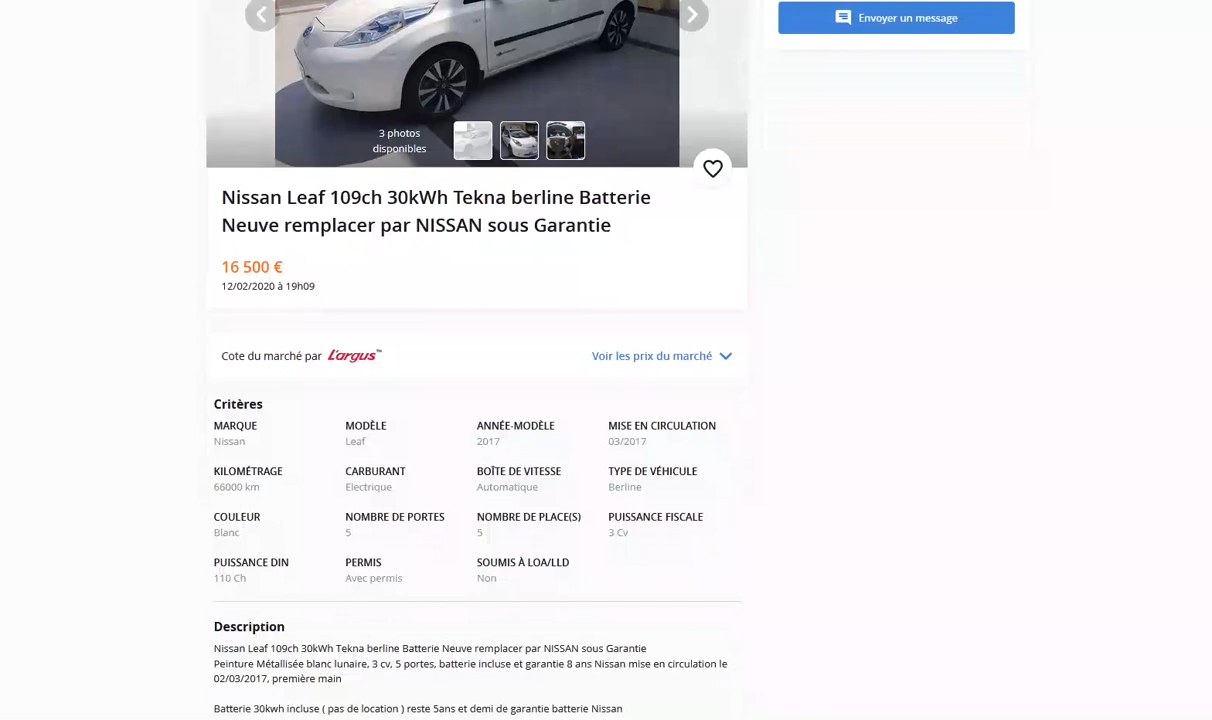 Envoyer un message
3 photos
disponibles
Nissan Leaf 109ch 30kWh Tekna berline Batterie
Neuve remplacer par NISSAN sous Garantie
16 500 €
12/02/2020 à 19h09
Cote du marché par L'argus™ Voir les prix du marché
Critères
MARQUE MODÈLE ANNÉE-MODÈLE MISE EN CIRCULATION
Nissan Leaf 2017 03/2017
KILOMÉTRAGE CARBURANT BOÎTE DE VITESSE TYPE DE VÉHICULE
66000 km Electrique Automatique Berline
COULEUR NOMBRE DE PORTES NOMBRE DE PLACE(S) PUISSANCE FISCALE
Blanc 5 5 3 Cv
PUISSANCE DIN PERMIS SOUMIS À LOA/LLD
110 Ch Avec permis Non
Description
Nissan Leaf 109ch 30kWh Tekna berline Batterie Neuve remplacer par NISSAN sous Garantie
Peinture Métallisée blanc lunaire, 3 cv, 5 portes, batterie incluse et garantie 8 ans Nissan mise en circulation le
02/03/2017, première main
Batterie 30kwh incluse ( pas de location ) reste 5ans et demi de garantie batterie Nissan